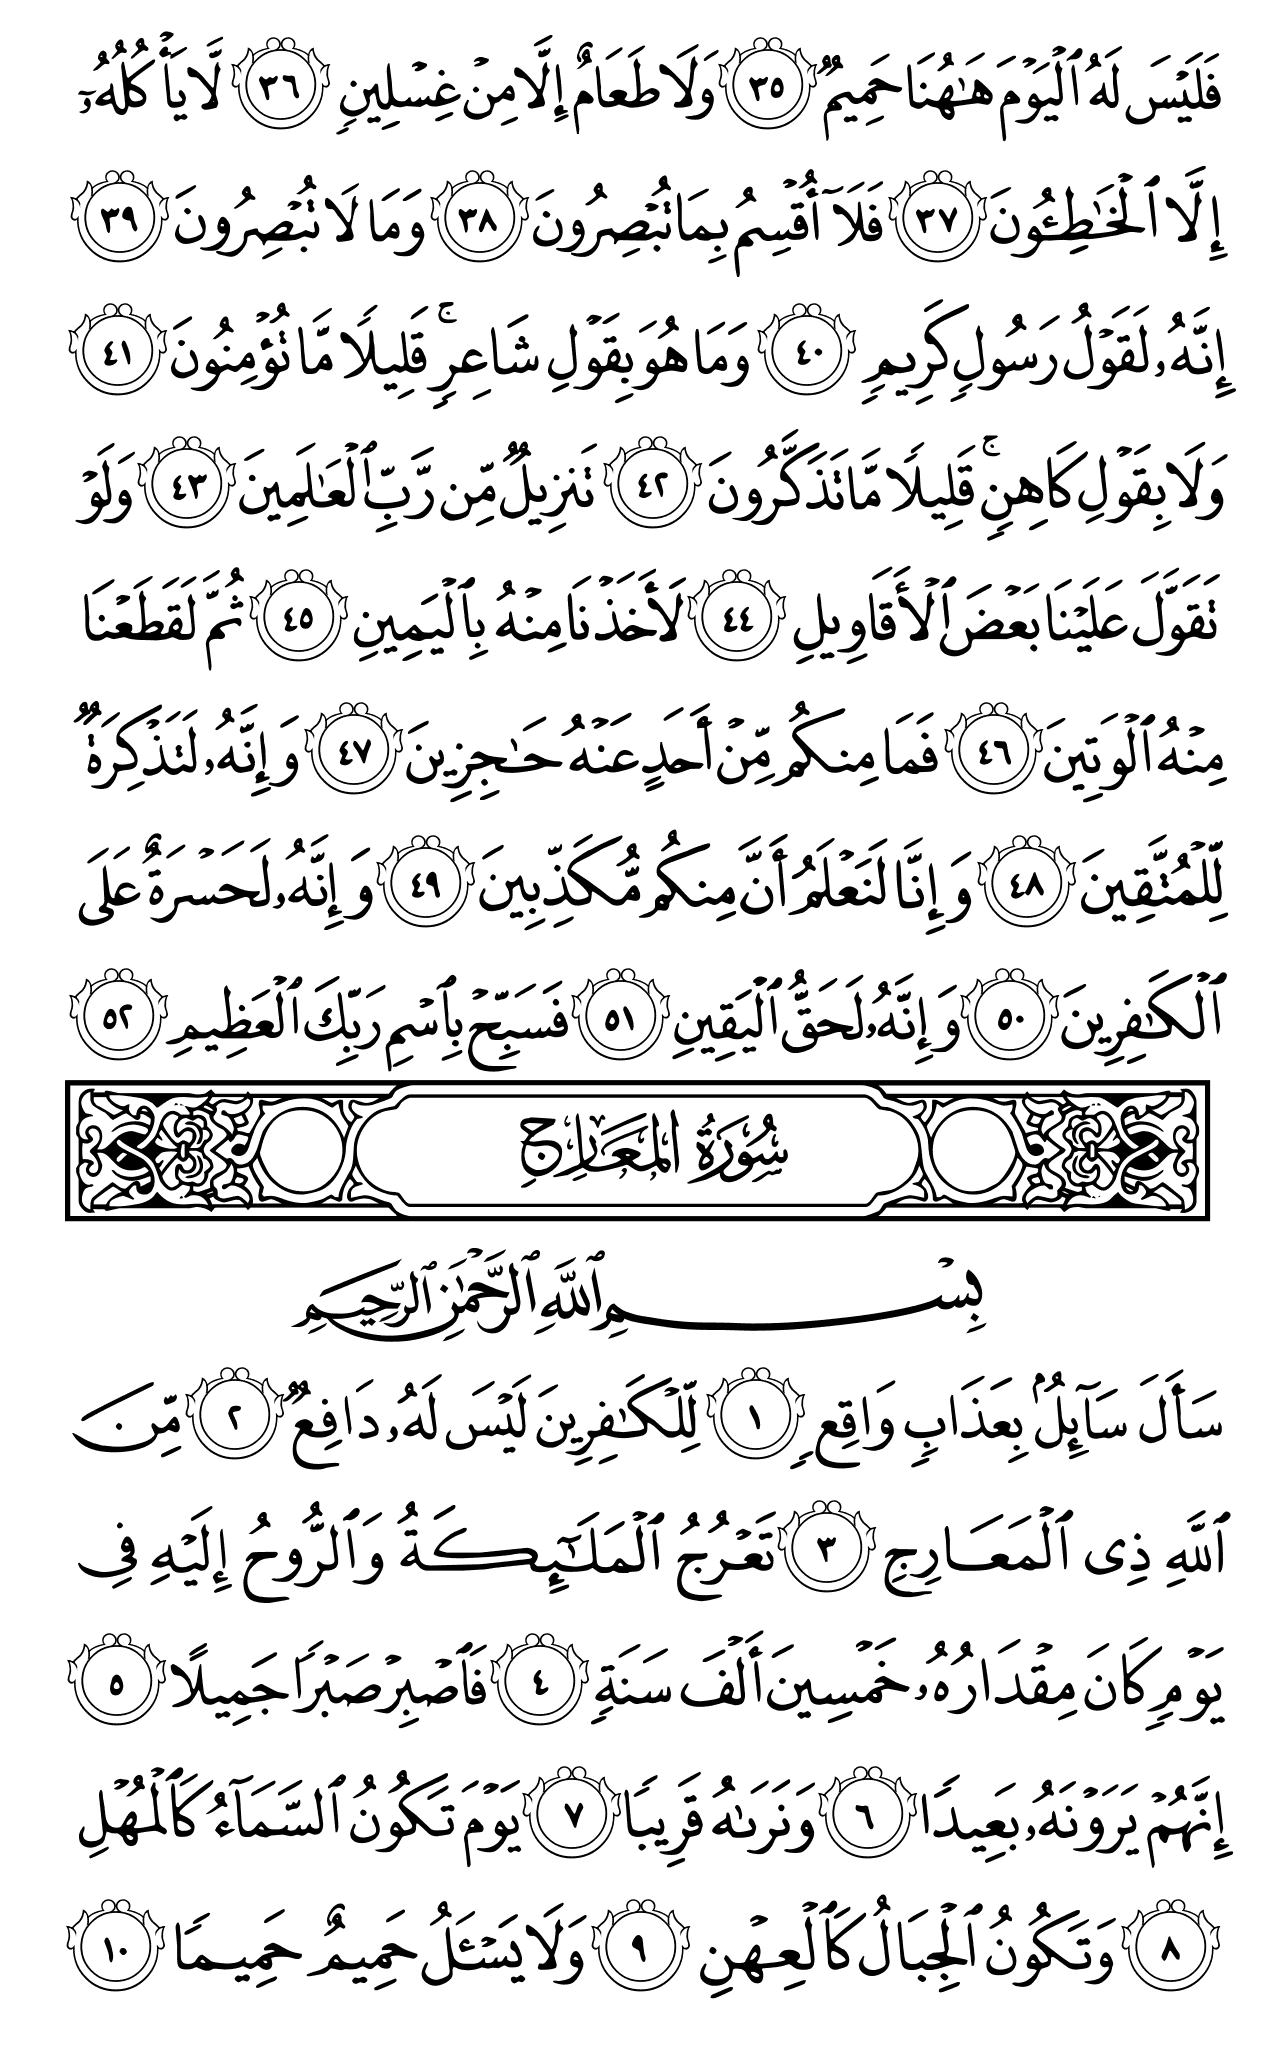 فَلَيْسَ لَهُ ٱلْيَوْمَ هَـٰهُنَا حَمِيمٌ ٣٥ وَلَا طَعَامٌ إِلَّا مِنْ غِسْلِينٍ ٣٦ لَّا يَأْكُلُهُۥٓ
إِلَّا ٱلْخَـٰطِـُٔونَ ٣٧ فَلَآ أُقْسِمُ بِمَا تُبْصِرُونَ ٣٨ وَمَا لَا تُبْصِرُونَ ٣٩
إِنَّهُۥ لَقَوْلُ رَسُولٍ كَرِيمٍ ٤٠ وَمَا هُوَ بِقَوْلِ شَاعِرٍ ۚ قَلِيلًا مَّا تُؤْمِنُونَ ٤١
وَلَا بِقَوْلِ كَاهِنٍ ۚ قَلِيلًا مَّا تَذَكَّرُونَ ٤٢ تَنزِيلٌ مِّن رَّبِّ ٱلْعَـٰلَمِينَ ٤٣ وَلَوْ
تَقَوَّلَ عَلَيْنَا بَعْضَ ٱلْأَقَاوِيلِ ٤٤ لَأَخَذْنَا مِنْهُ بِٱلْيَمِينِ ٤٥ ثُمَّ لَقَطَعْنَا
مِنْهُ ٱلْوَتِينَ ٤٦ فَمَا مِنكُم مِّنْ أَحَدٍ عَنْهُ حَـٰجِزِينَ ٤٧ وَإِنَّهُۥ لَتَذْكِرَةٌ
لِّلْمُتَّقِينَ ٤٨ وَإِنَّا لَنَعْلَمُ أَنَّ مِنكُم مُّكَذِّبِينَ ٤٩ وَإِنَّهُۥ لَحَسْرَةٌ عَلَى
ٱلْكَـٰفِرِينَ ٥٠ وَإِنَّهُۥ لَحَقُّ ٱلْيَقِينِ ٥١ فَسَبِّحْ بِٱسْمِ رَبِّكَ ٱلْعَظِيمِ ٥٢
سُورَةُ المَعَارِجِ
بِسْمِ ٱللَّهِ ٱلرَّحْمَـٰنِ ٱلرَّحِيمِ
سَأَلَ سَآئِلٌۢ بِعَذَابٍ وَاقِعٍ ١ لِّلْكَـٰفِرِينَ لَيْسَ لَهُۥ دَافِعٌ ٢ مِّنَ
ٱللَّهِ ذِى ٱلْمَعَارِجِ ٣ تَعْرُجُ ٱلْمَلَـٰٓئِكَةُ وَٱلرُّوحُ إِلَيْهِ فِى
يَوْمٍ كَانَ مِقْدَارُهُۥ خَمْسِينَ أَلْفَ سَنَةٍ ٤ فَٱصْبِرْ صَبْرًا جَمِيلًا ٥
إِنَّهُمْ يَرَوْنَهُۥ بَعِيدًا ٦ وَنَرَىٰهُ قَرِيبًا ٧ يَوْمَ تَكُونُ ٱلسَّمَآءُ كَٱلْمُهْلِ
٨ وَتَكُونُ ٱلْجِبَالُ كَٱلْعِهْنِ ٩ وَلَا يَسْـَٔلُ حَمِيمٌ حَمِيمًا ١٠